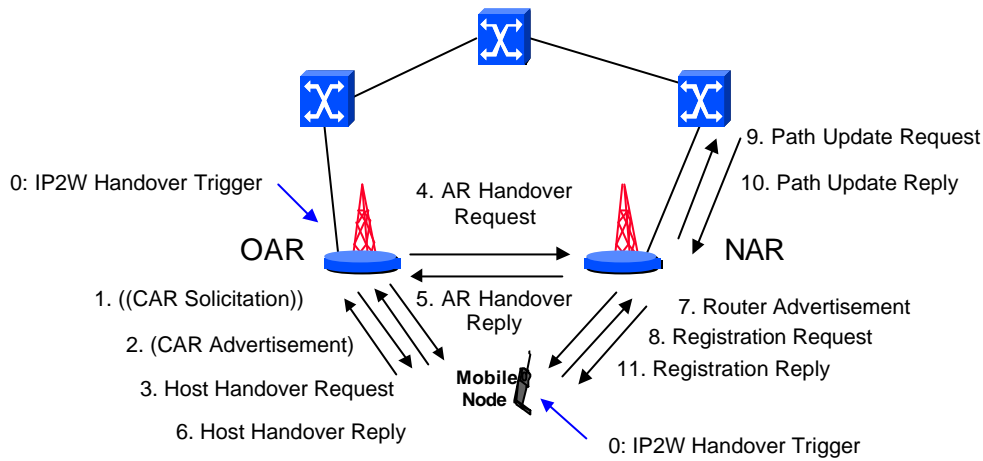 9. Path Update Request
0: IP2W Handover Trigger
4. AR Handover
Request
10. Path Update Reply
OAR
NAR
1. ((CAR Solicitation))
5. AR Handover
Reply
7. Router Advertisement
2. (CAR Advertisement)
8. Registration Request
3. Host Handover Request
Mobile
Node
11. Registration Reply
6. Host Handover Reply
0: IP2W Handover Trigger